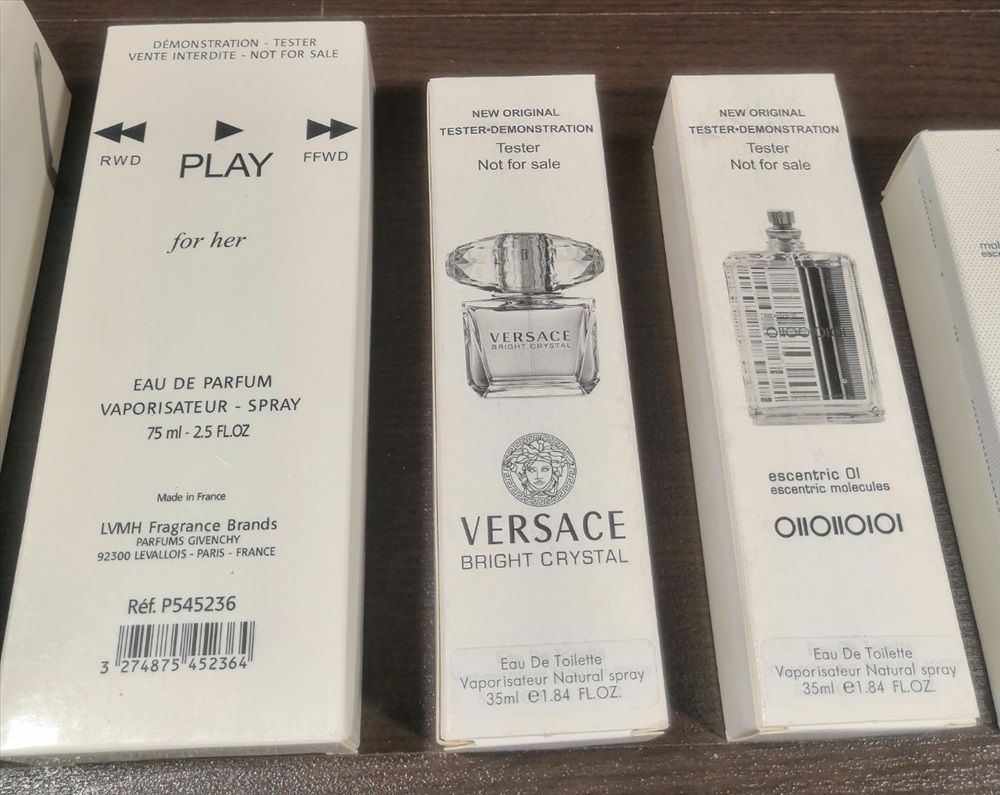 DÉMONSTRATION - TESTER
VENTE INTERDITE - NOT FOR SALE
RWD
PLAY
FFWD
for her
EAU DE PARFUM
VAPORISATEUR - SPRAY
75 ml - 2.5 FL.OZ
Made in France
LVMH Fragrance Brands
PARFUMS GIVENCHY
92300 LEVALLOIS - PARIS - FRANCE
Réf. P545236
3 274875 452364
NEW ORIGINAL
TESTER•DEMONSTRATION
Tester
Not for sale
VERSACE
BRIGHT CRYSTAL
VERSACE
BRIGHT CRYSTAL
Eau De Toilette
Vaporisateur Natural spray
35ml e1.84 FL.OZ.
NEW ORIGINAL
TESTER•DEMONSTRATION
Tester
Not for sale
escentric 01
escentric molecules
0110110101
Eau De Toilette
Vaporisateur Natural spray
35ml e1.84 FL.OZ.